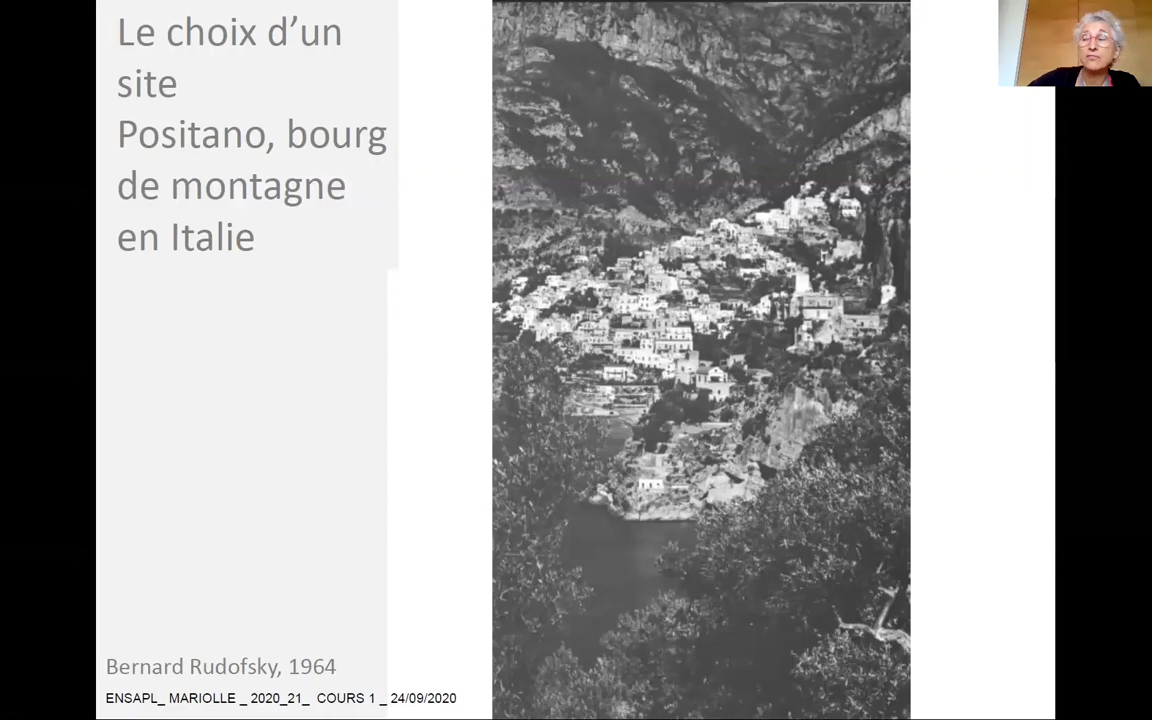 Le choix d’un
site
Positano, bourg
de montagne
en Italie
Bernard Rudofsky, 1964
ENSAPL_ MARIOLLE _ 2020_21_ COURS 1 _ 24/09/2020